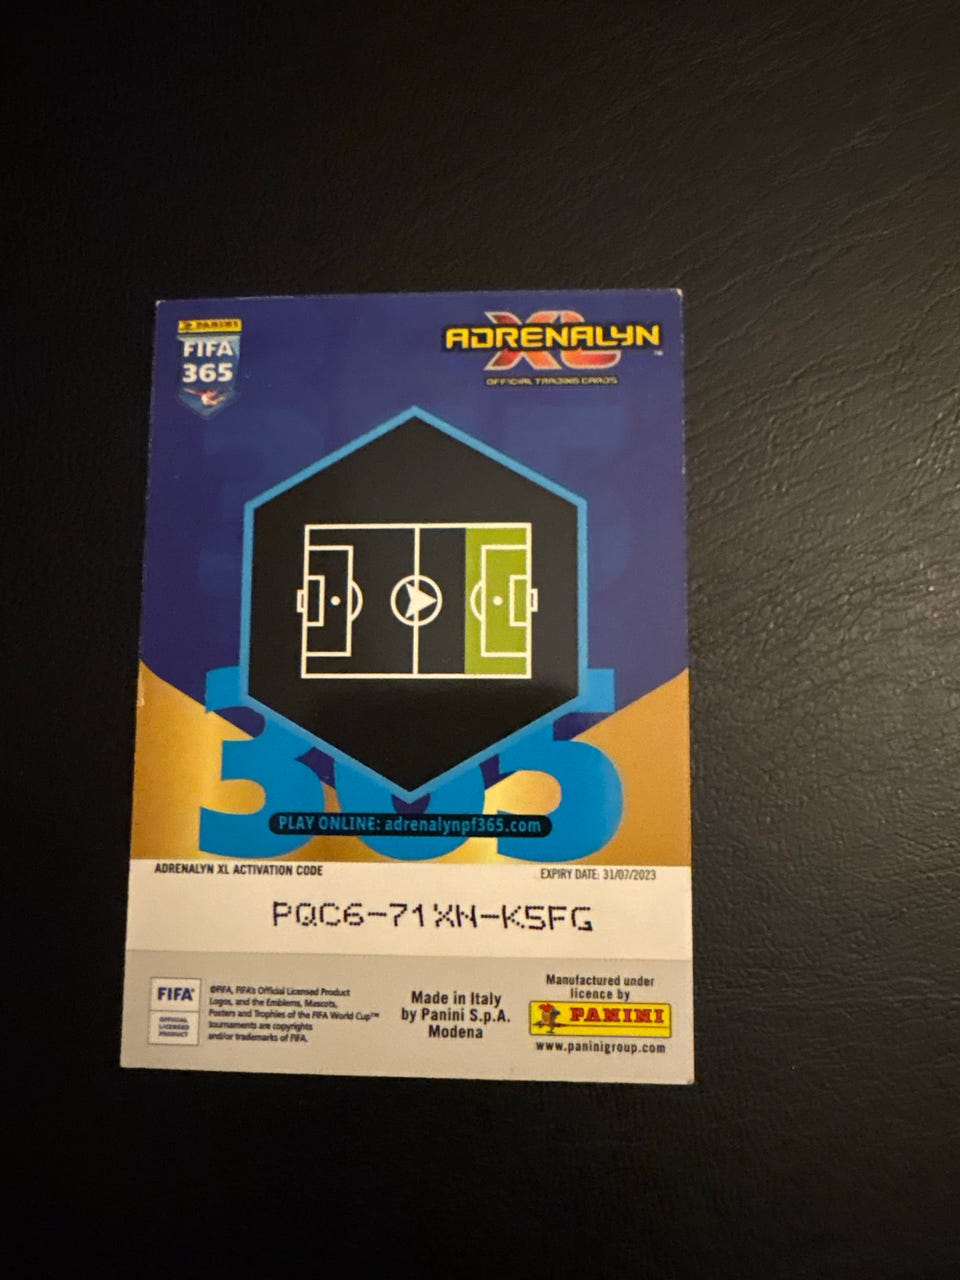 PANINI
FIFA
365
ADRENALYN
XL™
OFFICIAL TRADING CARDS
365
PLAY ONLINE: adrenalynpf365.com
ADRENALYN XL ACTIVATION CODE
EXPIRY DATE: 31/07/2023
PQC6-71XN-K5FG
FIFA®
OFFICIAL
LICENSED
PRODUCT
©FIFA, FIFA's Official Licensed Product
Logos, and the Emblems, Mascots,
Posters and Trophies of the FIFA World Cup™
tournaments are copyrights
and/or trademarks of FIFA.
Made in Italy
by Panini S.p.A.
Modena
Manufactured under
licence by
PANINI
www.paninigroup.com